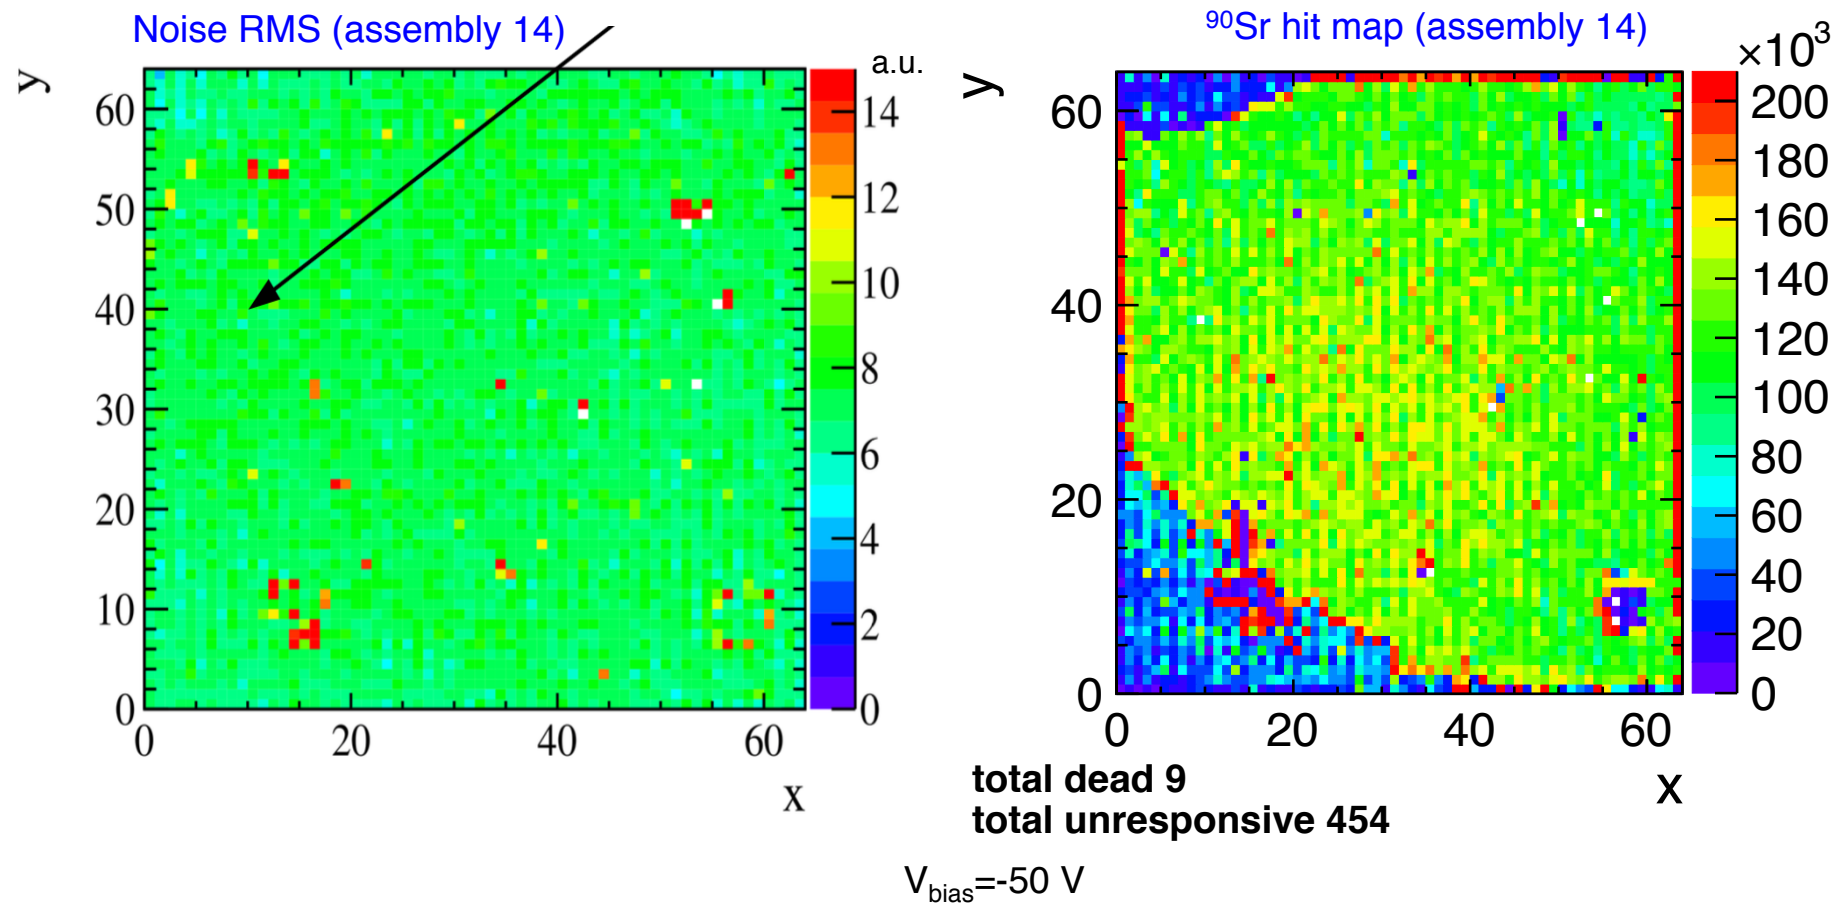 Noise RMS (assembly 14)
y
a.u.
60
50
40
30
20
10
0
0 20 40 60
x
14
12
10
8
6
4
2
0
⁹⁰Sr hit map (assembly 14)
y
×10³
60
40
20
0
0 20 40 60
x
200
180
160
140
120
100
80
60
40
20
0
total dead 9
total unresponsive 454
V_bias=-50 V